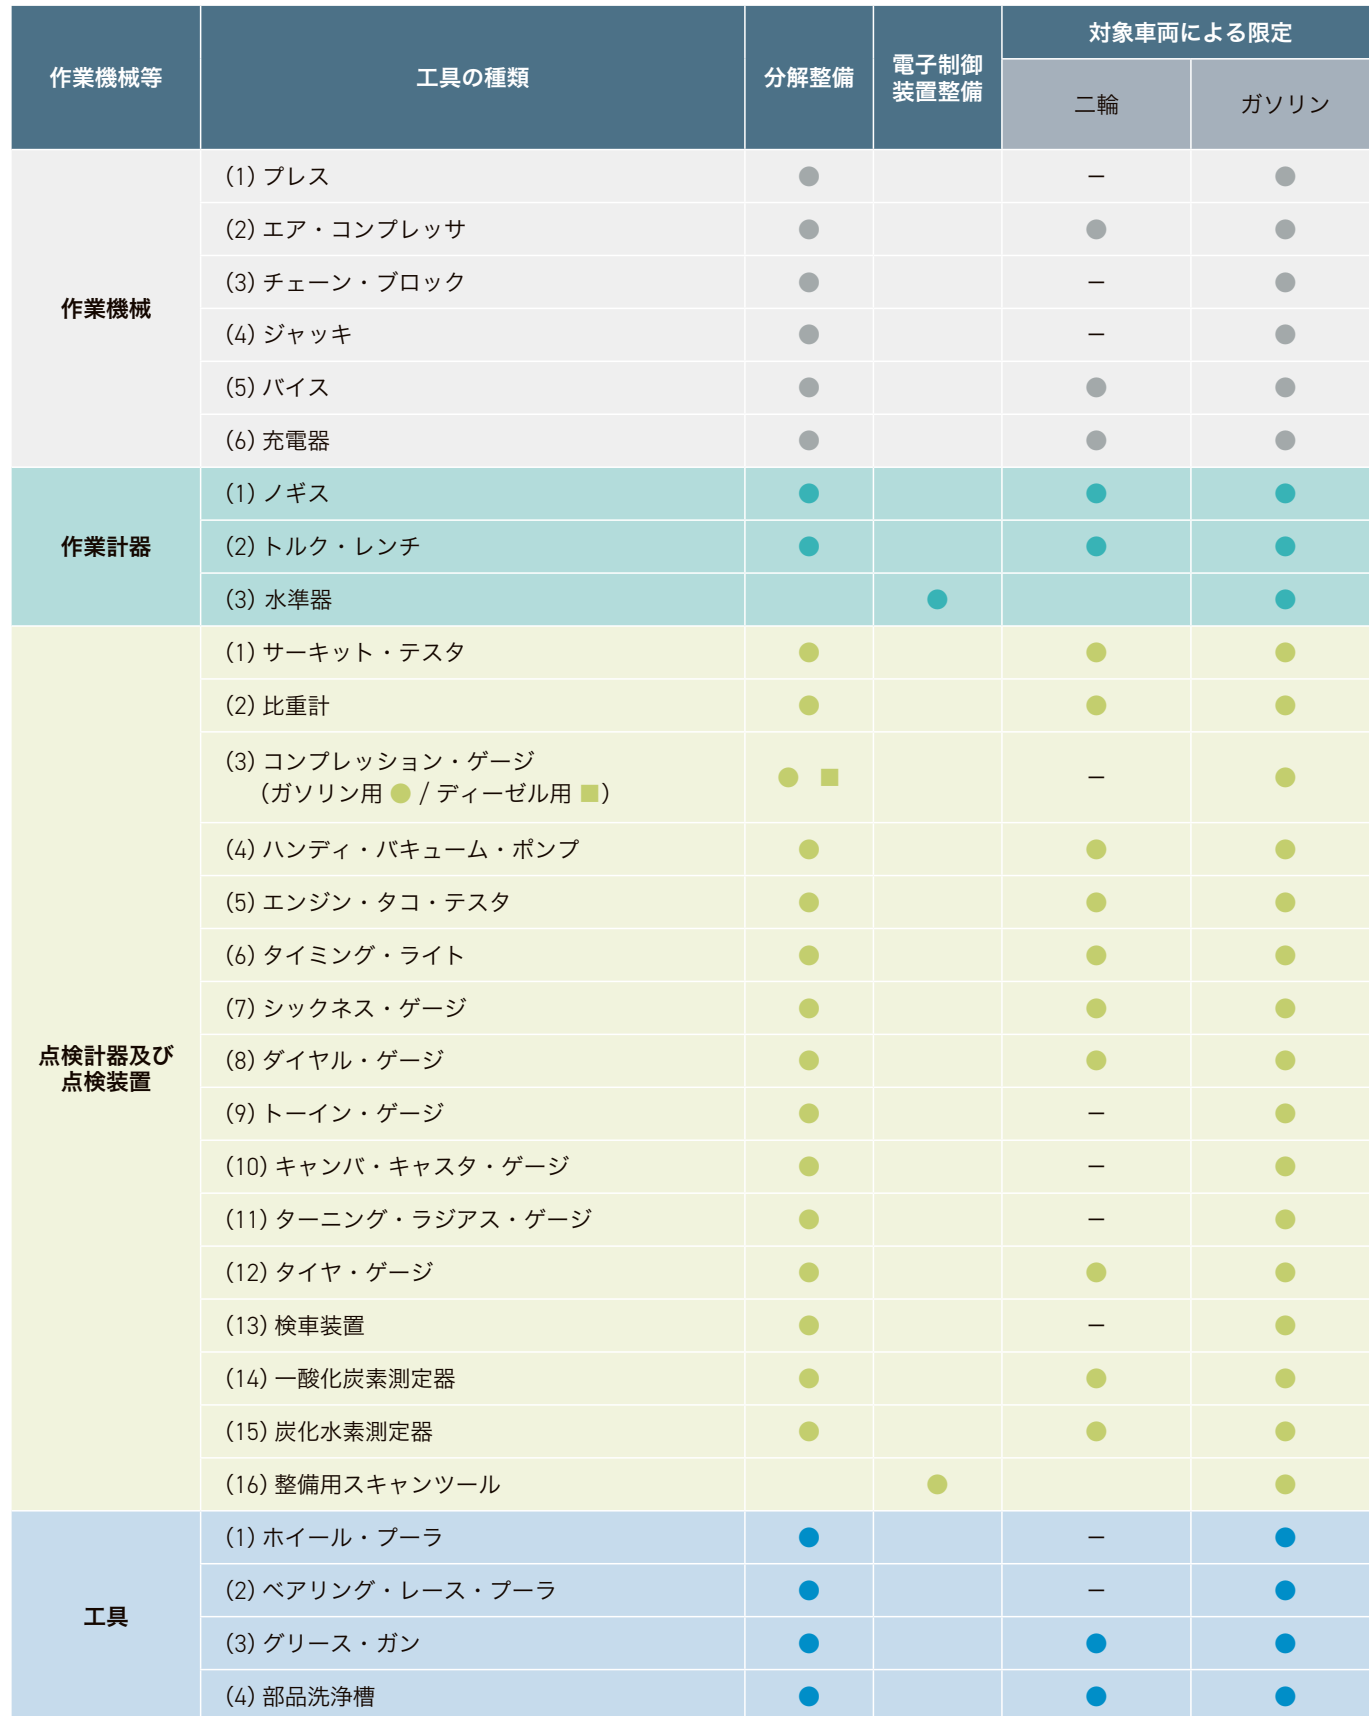 作業機械等 工具の種類 分解整備 電子制御 装置整備 対象車両による限定
二輪 ガソリン
作業機械
(1) プレス ● － ●
(2) エア・コンプレッサ ● ● ●
(3) チェーン・ブロック ● － ●
(4) ジャッキ ● － ●
(5) バイス ● ● ●
(6) 充電器 ● ● ●
作業計器
(1) ノギス ● ● ●
(2) トルク・レンチ ● ● ●
(3) 水準器 ● ●
点検計器及び
点検装置
(1) サーキット・テスタ ● ● ●
(2) 比重計 ● ● ●
(3) コンプレッション・ゲージ
（ガソリン用 ● / ディーゼル用 ■） ● ■ － ●
(4) ハンディ・バキューム・ポンプ ● ● ●
(5) エンジン・タコ・テスタ ● ● ●
(6) タイミング・ライト ● ● ●
(7) シックネス・ゲージ ● ● ●
(8) ダイヤル・ゲージ ● ● ●
(9) トーイン・ゲージ ● － ●
(10) キャンバ・キャスタ・ゲージ ● － ●
(11) ターニング・ラジアス・ゲージ ● － ●
(12) タイヤ・ゲージ ● ● ●
(13) 検車装置 ● － ●
(14) 一酸化炭素測定器 ● ● ●
(15) 炭化水素測定器 ● ● ●
(16) 整備用スキャンツール ● ●
工具
(1) ホイール・プーラ ● － ●
(2) ベアリング・レース・プーラ ● － ●
(3) グリース・ガン ● ● ●
(4) 部品洗浄槽 ● ● ●